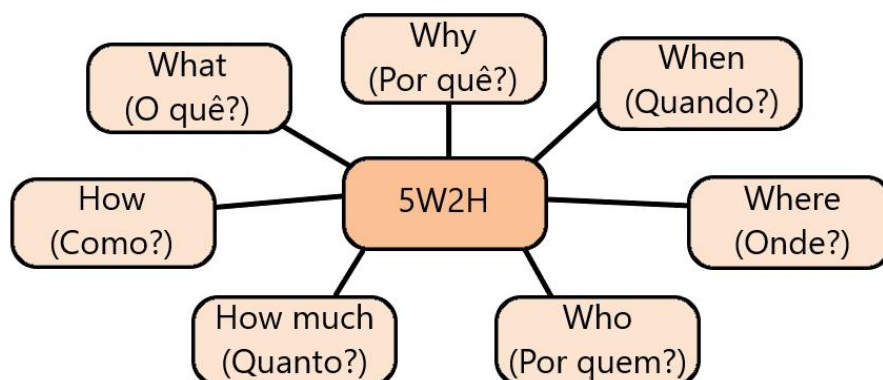 What
(O quê?)
Why
(Por quê?)
When
(Quando?)
How
(Como?)
5W2H
Where
(Onde?)
How much
(Quanto?)
Who
(Por quem?)